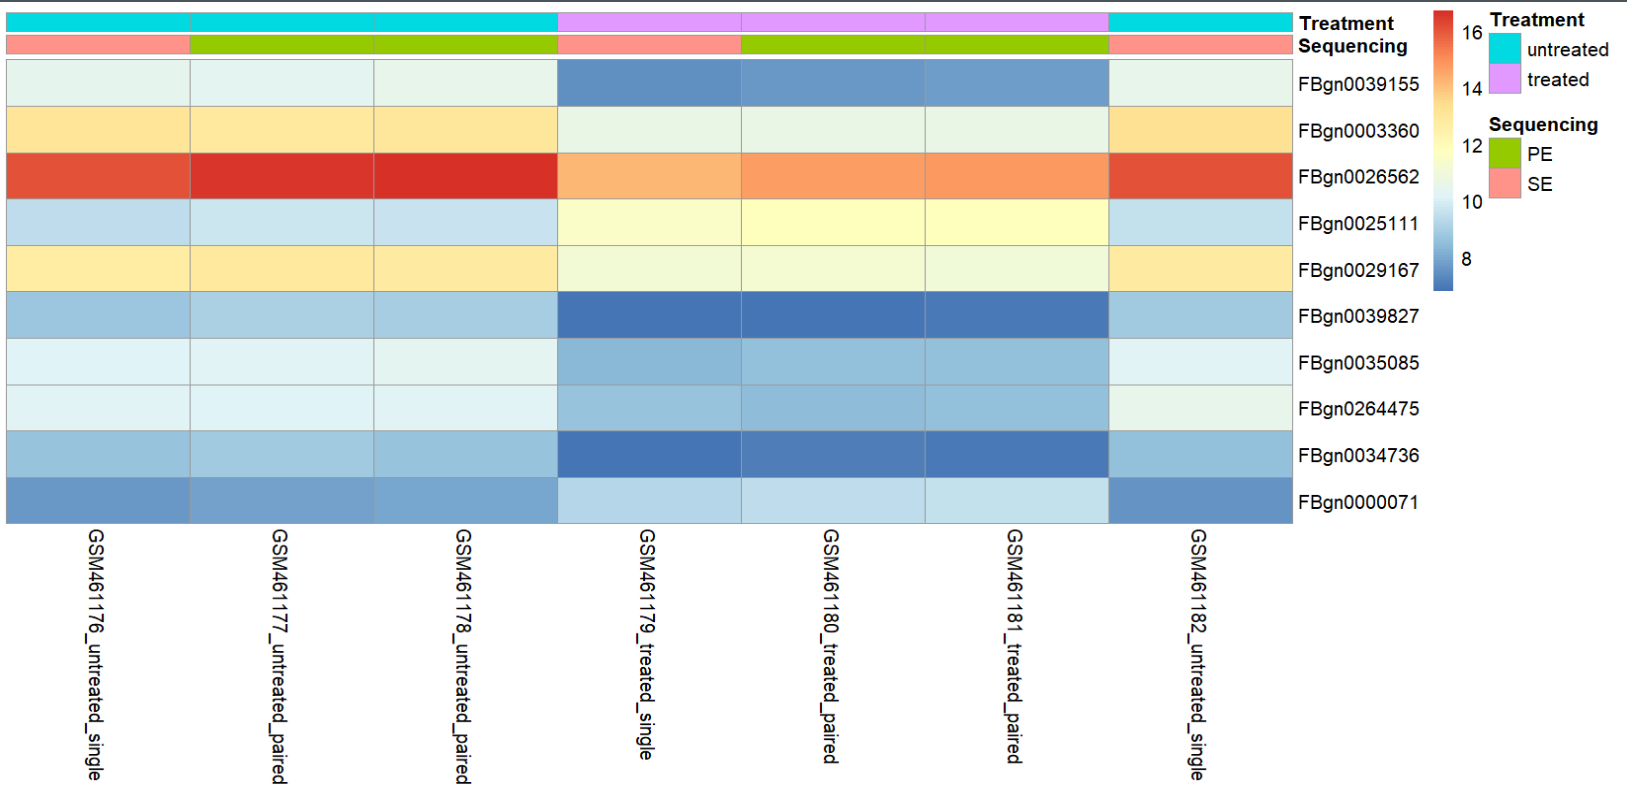 Treatment
Sequencing
FBgn0039155
FBgn0003360
FBgn0026562
FBgn0025111
FBgn0029167
FBgn0039827
FBgn0035085
FBgn0264475
FBgn0034736
FBgn0000071
GSM461176_untreated_single
GSM461177_untreated_paired
GSM461178_untreated_paired
GSM461179_treated_single
GSM461180_treated_paired
GSM461181_treated_paired
GSM461182_untreated_single
16
14
12
10
8
Treatment
untreated
treated
Sequencing
PE
SE